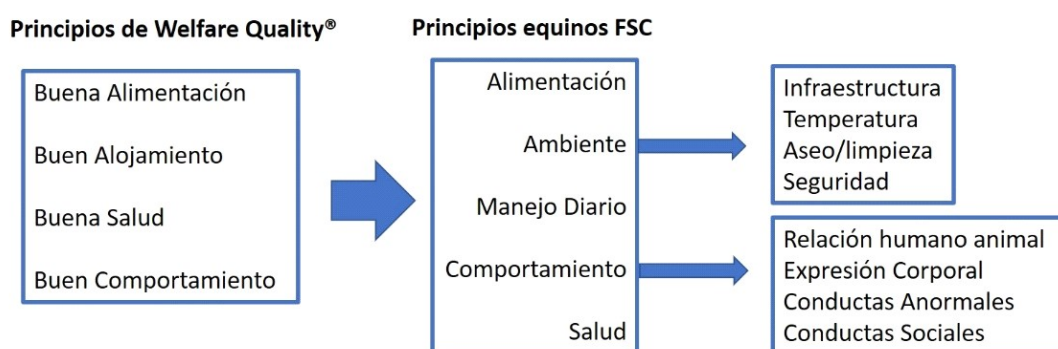 Principios de Welfare Quality®
Buena Alimentación
Buen Alojamiento
Buena Salud
Buen Comportamiento
Principios equinos FSC
Alimentación
Ambiente
Manejo Diario
Comportamiento
Salud
Infraestructura
Temperatura
Aseo/limpieza
Seguridad
Relación humano animal
Expresión Corporal
Conductas Anormales
Conductas Sociales